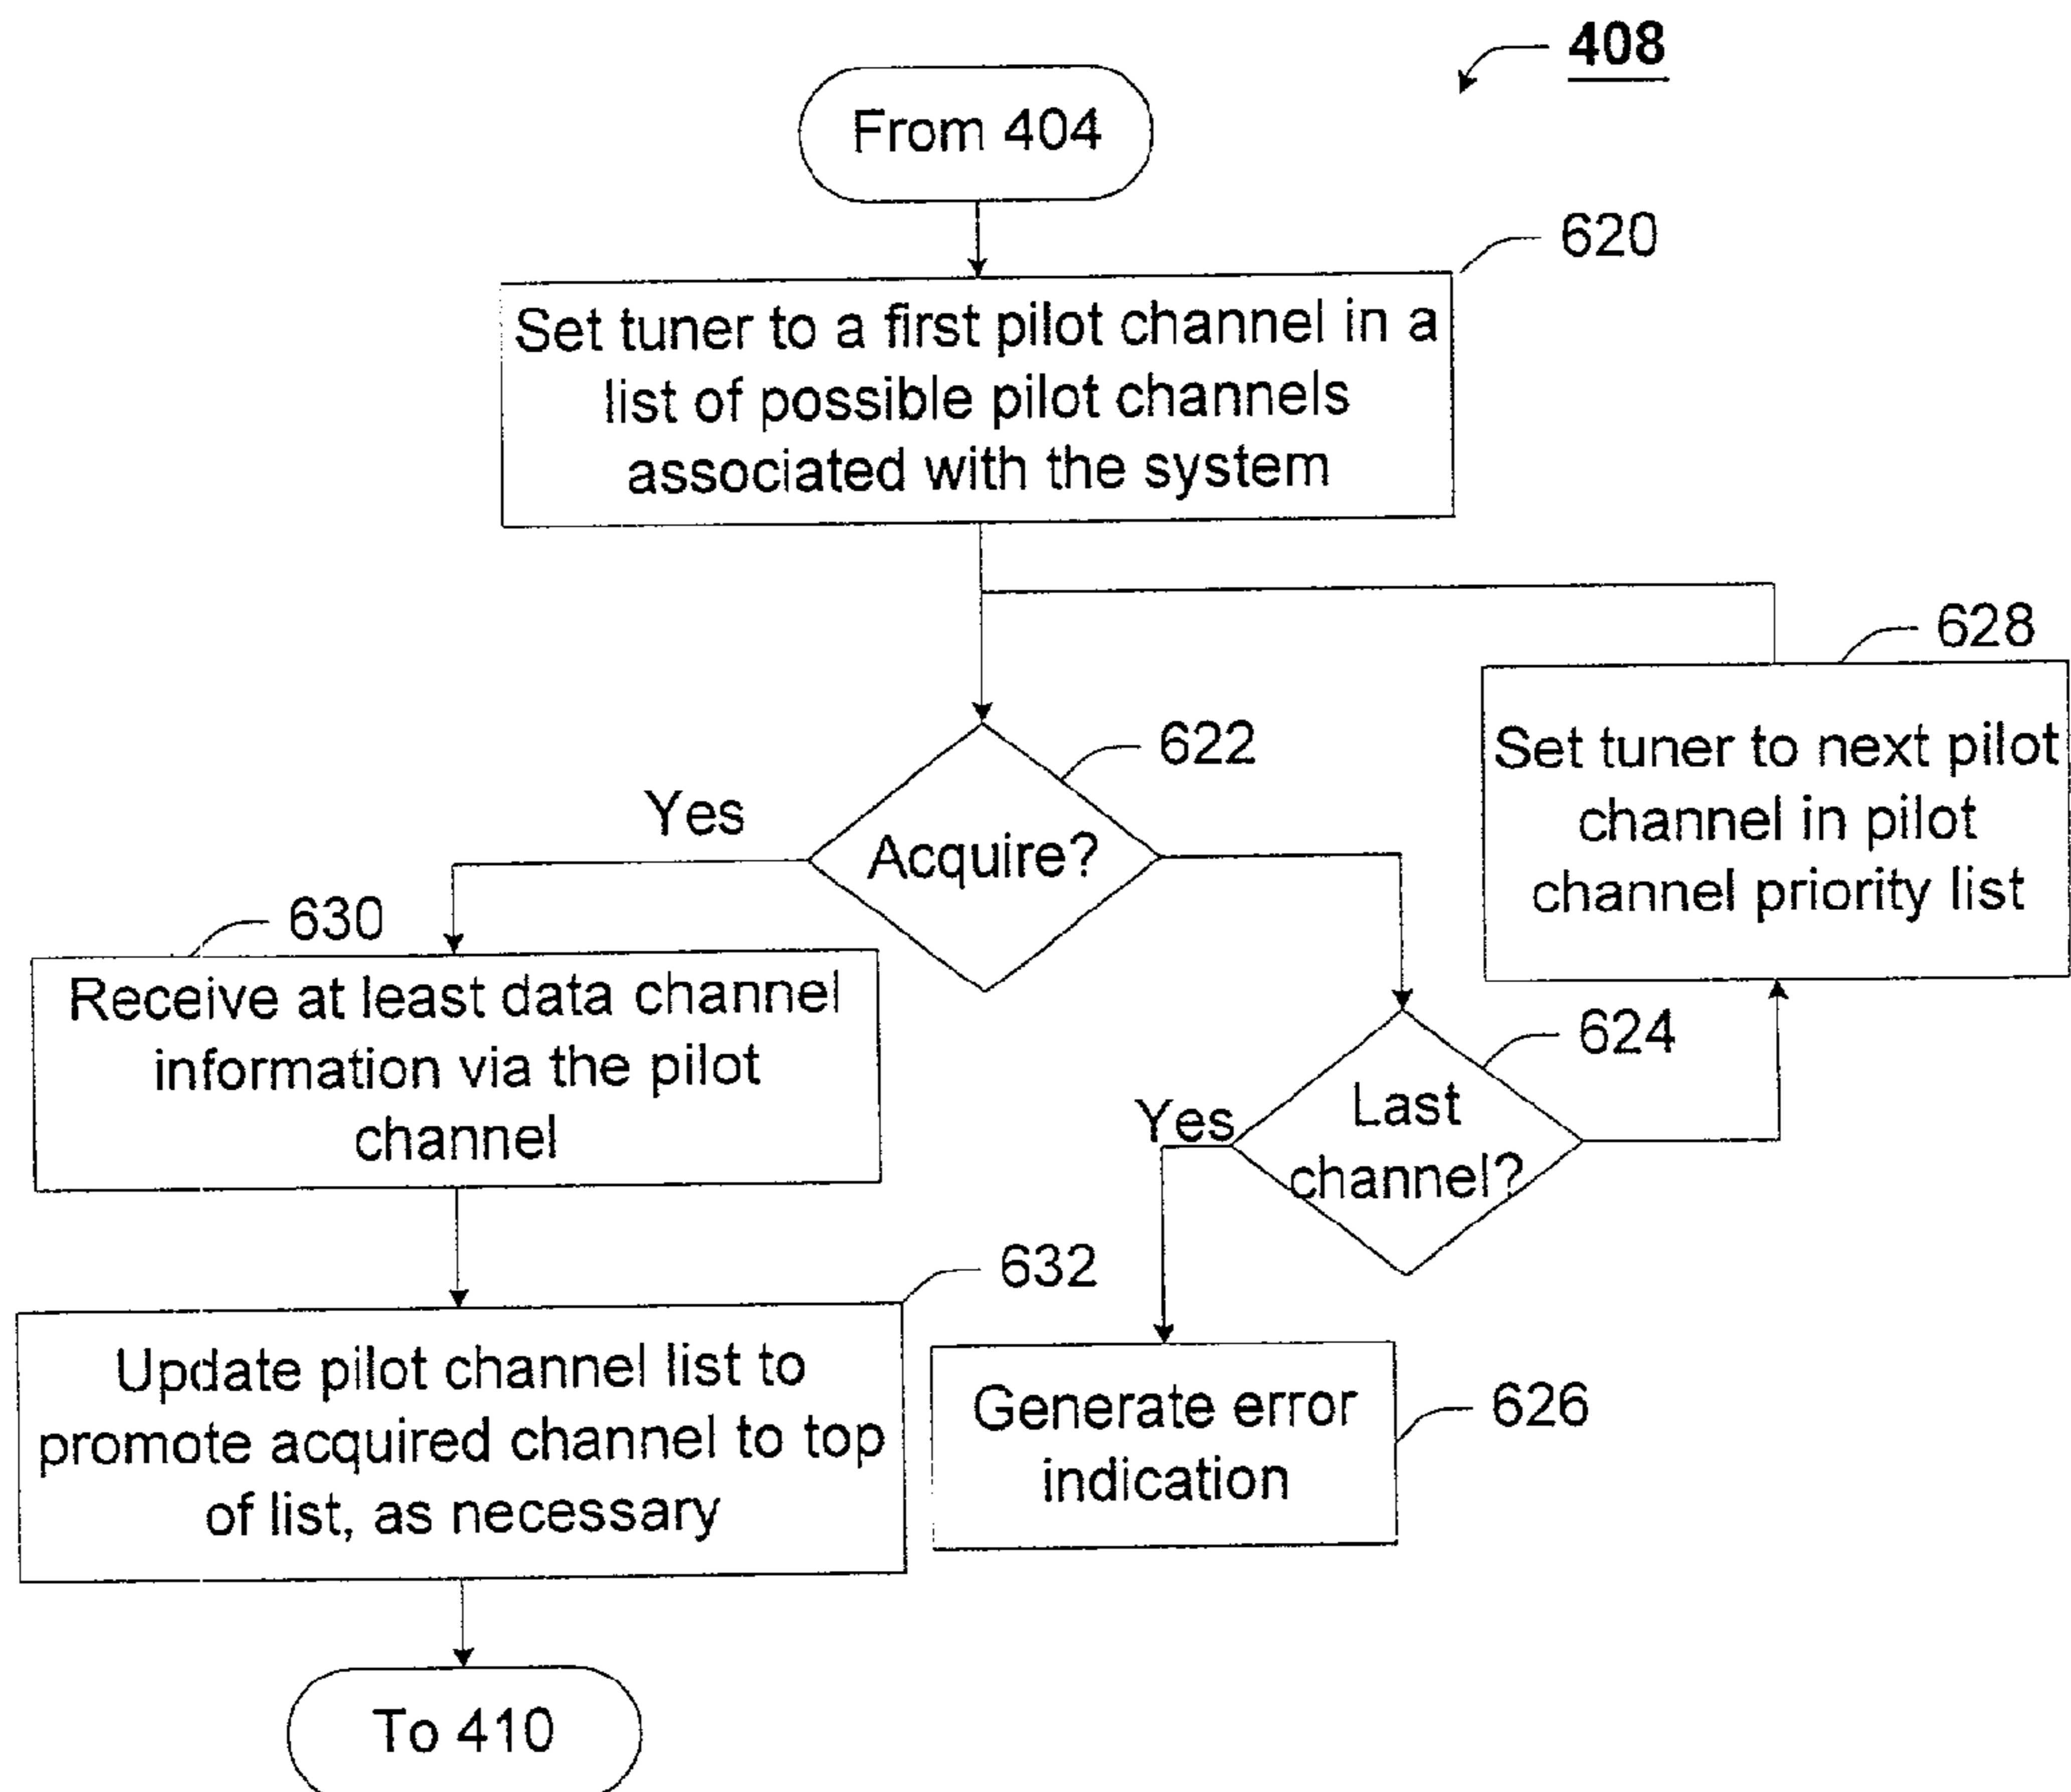 408
From 404
620
Set tuner to a first pilot channel in a
list of possible pilot channels
associated with the system
628
Set tuner to next pilot
channel in pilot
channel priority list
622
Yes
Acquire?
630
Receive at least data channel
information via the pilot
channel
624
Yes
Last
channel?
632
Update pilot channel list to
promote acquired channel to top
of list, as necessary
626
Generate error
indication
To 410